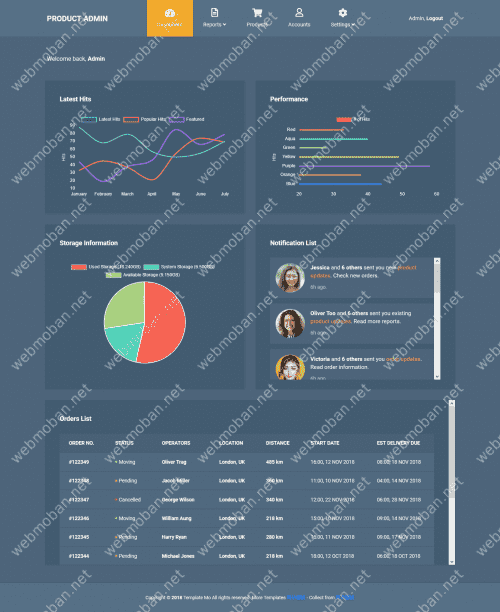 PRODUCT ADMIN
Dashboard
Reports
Products
Accounts
Settings
Admin, Logout
Welcome back, Admin
Latest Hits
Latest Hits Popular Hits Featured
90
80
70
60
50
40
30
20
10
Hits
January February March April May June July
Performance
# of Hits
Red
Aqua
Green
Yellow
Purple
Orange
Blue
Hits
20 30 40 50 60
Storage Information
Used Storage System Storage
Available Storage
Notification List
Jessica and 6 others sent you new product
updates. Check new orders.
6h ago
Oliver Too and 6 others sent you existing
product updates. Read more reports.
6h ago
Victoria and 6 others sent you
Read order information.
6h ago
Orders List
ORDER NO. STATUS OPERATORS LOCATION DISTANCE START DATE EST DELIVERY DUE
#122349 Moving Oliver Trag London, UK 485 km 16:00, 12 NOV 2018 08:00, 18 NOV 2018
#122348 Pending Jacob Miller London, UK 360 km 11:00, 10 NOV 2018 04:00, 14 NOV 2018
#122347 Cancelled George Wilson London, UK 340 km 12:00, 22 NOV 2018 06:00, 28 NOV 2018
#122346 Moving William Aung London, UK 218 km 15:00, 10 NOV 2018 09:00, 14 NOV 2018
#122345 Pending Harry Ryan London, UK 280 km 15:00, 11 NOV 2018 09:00, 17 NOV 2018
#122344 Pending Michael Jones London, UK 218 km 18:00, 12 OCT 2018 06:00, 18 OCT 2018
Copyright © 2018 Template Mo All rights reserved. More Templates - Collect from
webmoban.net